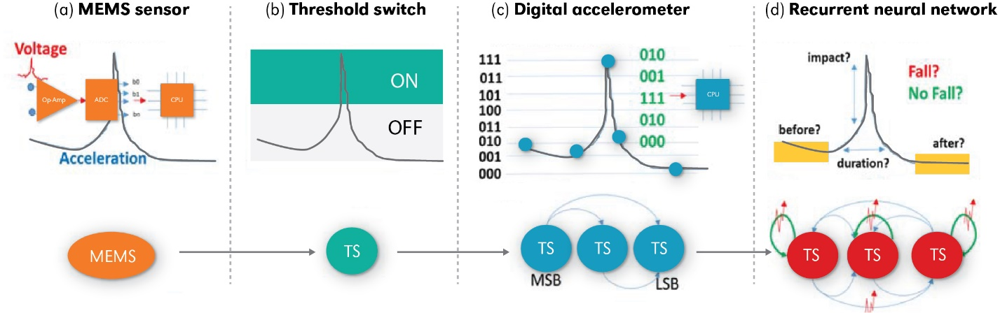 (a) MEMS sensor
Voltage
Op-Amp
ADC
b0
b1
bn
CPU
Acceleration
MEMS
(b) Threshold switch
ON
OFF
TS
(c) Digital accelerometer
111
011
101
100
011
010
001
000
010
001
111
010
000
CPU
TS TS TS
MSB LSB
(d) Recurrent neural network
impact?
Fall?
No Fall?
before?
after?
duration?
TS TS TS